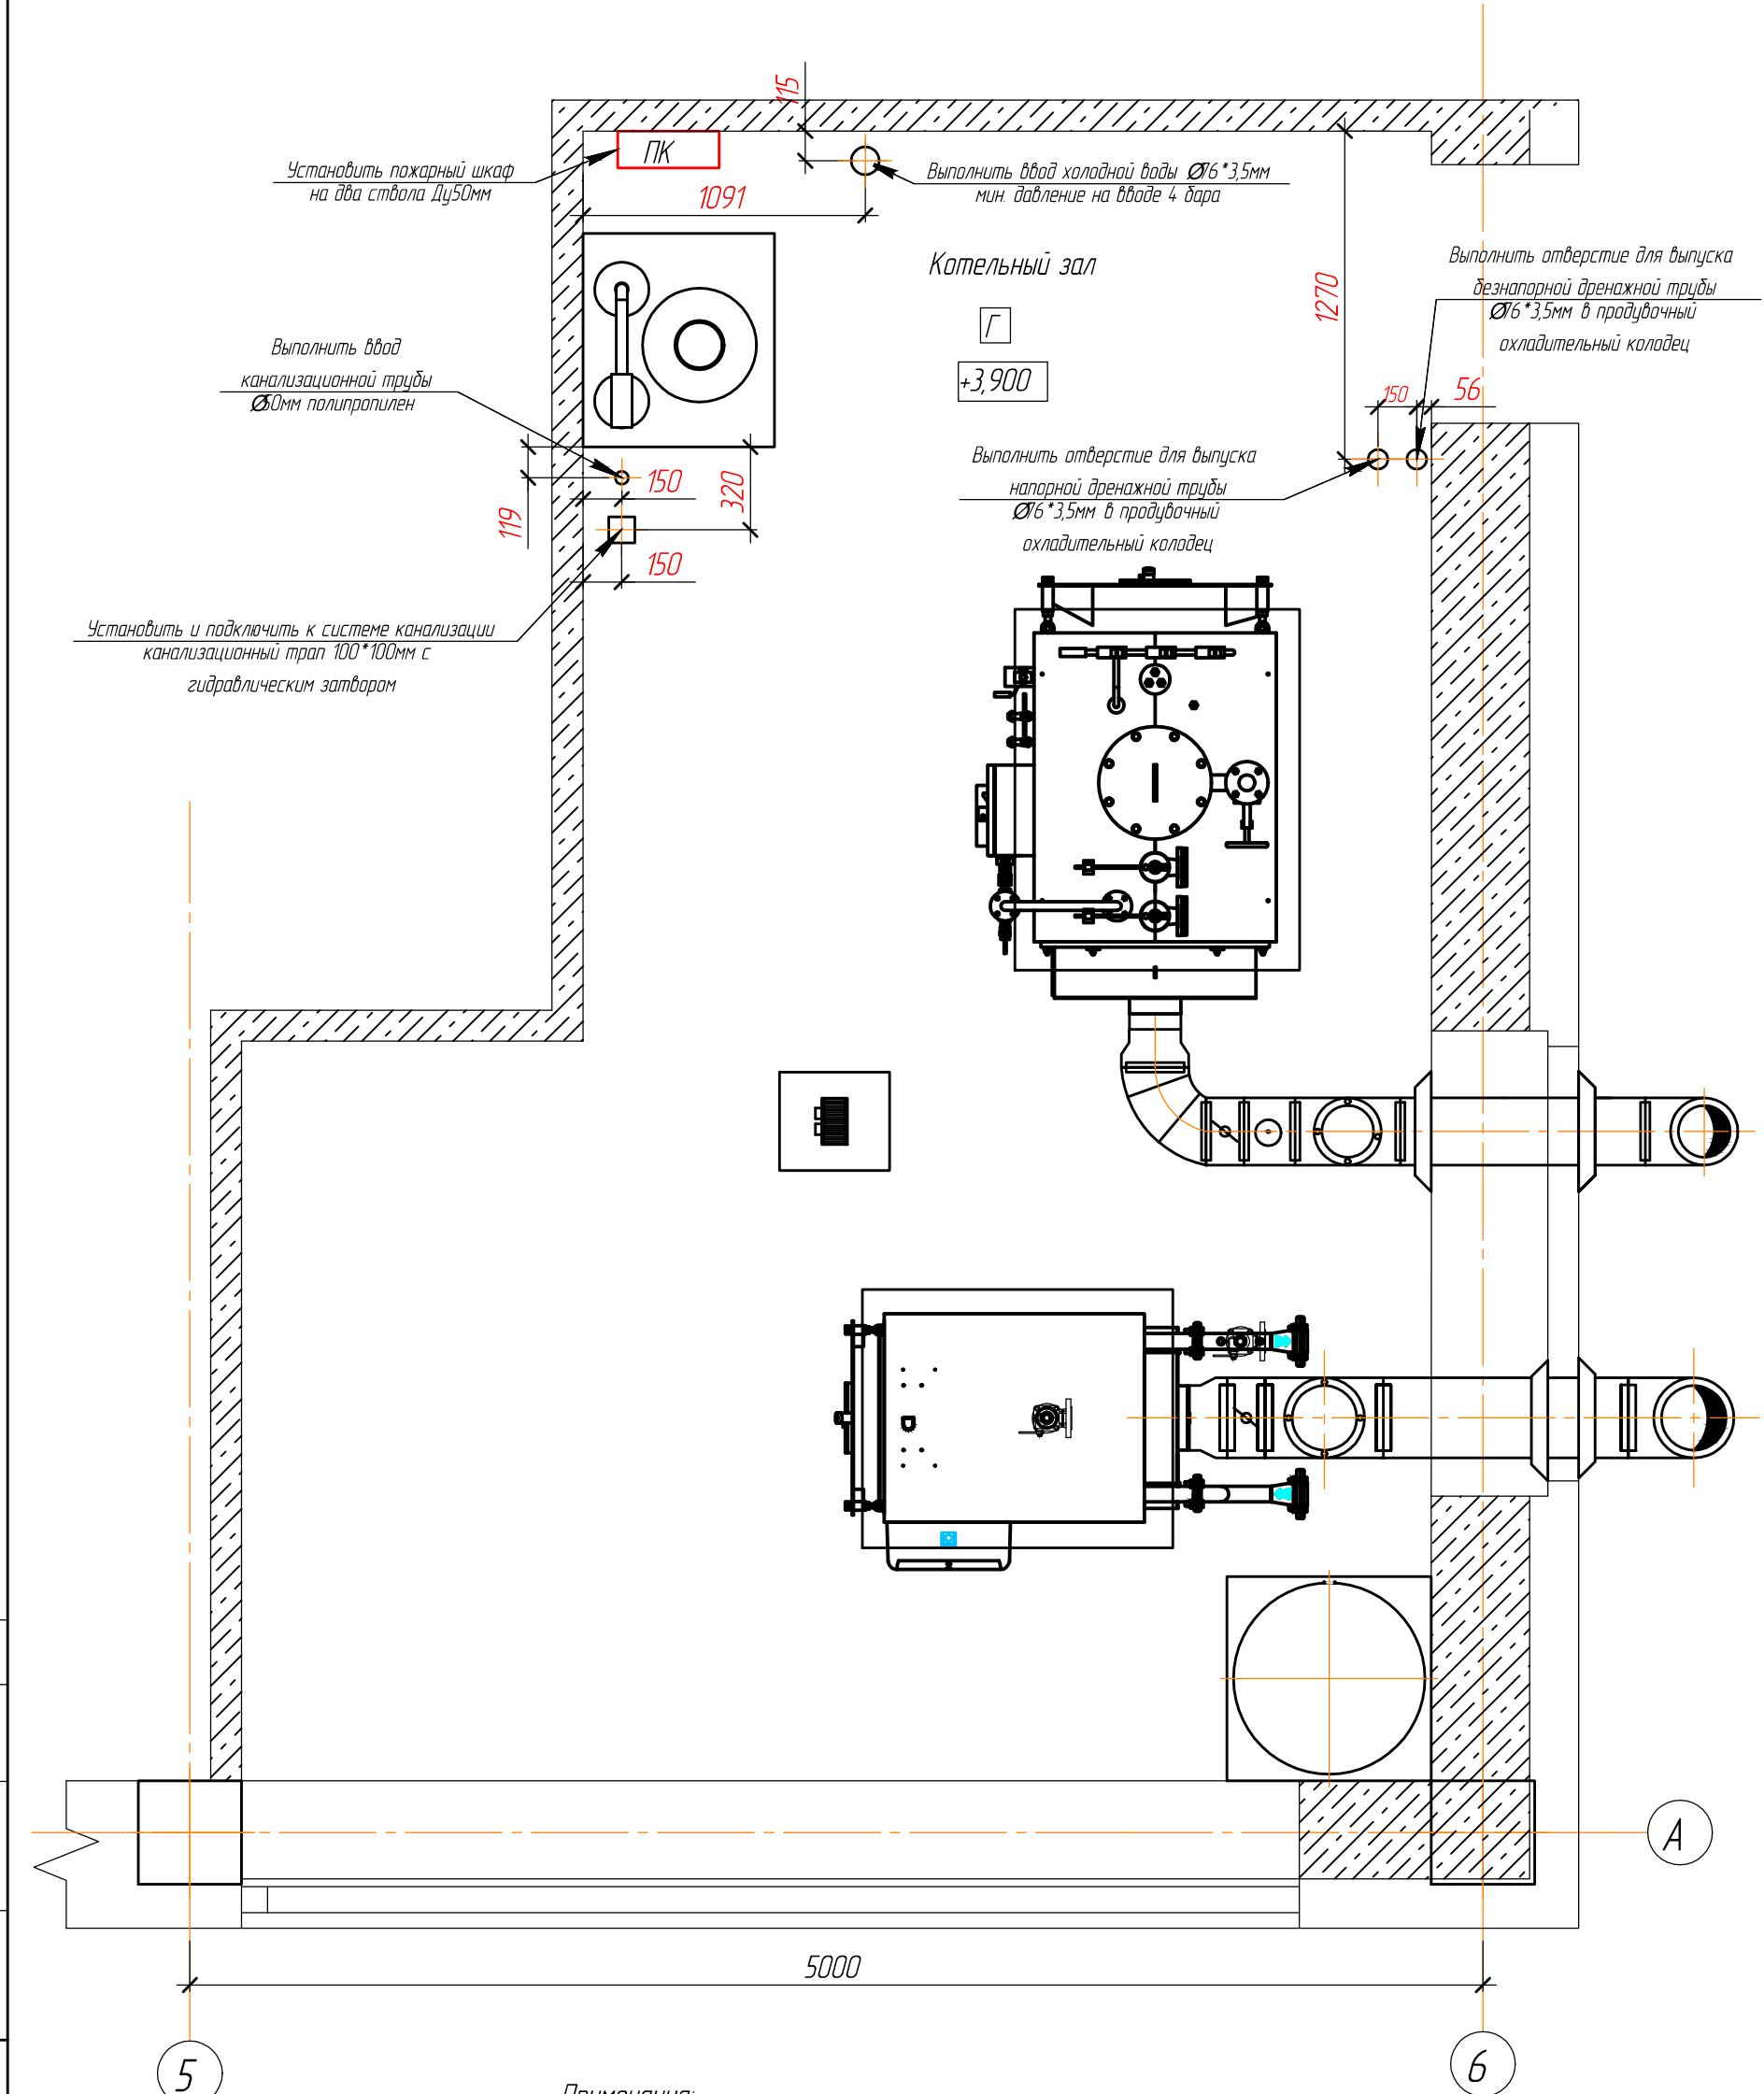 115
ПК
Установить пожарный шкаф
на два ствола Ду50мм
Выполнить ввод холодной воды Ø76*3,5мм
мин. давление на вводе 4 бара
1091
Котельный зал
Г
+3,900
1270
Выполнить отверстие для выпуска
безнапорной дренажной трубы
Ø76*3,5мм в продувочный
охладительный колодец
150
56
Выполнить ввод
канализационной трубы
Ø50мм полипропилен
Выполнить отверстие для выпуска
напорной дренажной трубы
Ø76*3,5мм в продувочный
охладительный колодец
119
150
320
150
Установить и подключить к системе канализации
канализационный трап 100*100мм с
гидравлическим затвором
А
5000
5
6
Примечания: